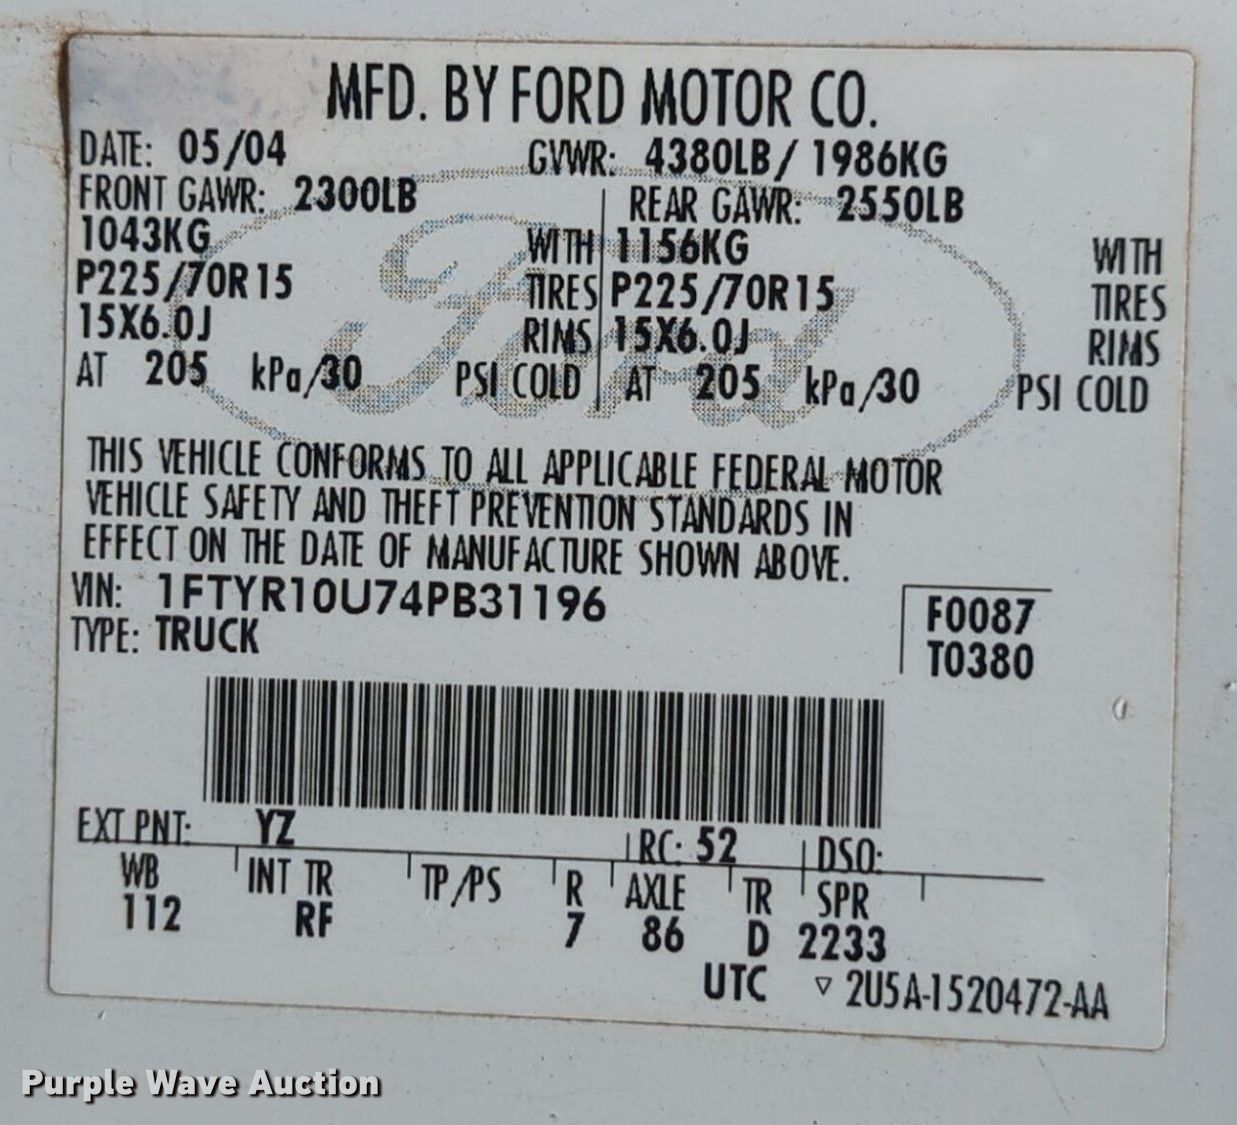 MFD. BY FORD MOTOR CO.
DATE: 05/04 GVWR: 4380LB/ 1986KG
FRONT GAWR: 2300LB REAR GAWR: 2550LB
1043KG WITH 1156KG WITH
P225/70R15 TIRES P225/70R15 TIRES
15X6.0J RIMS 15X6.0J RIMS
AT 205 kPa/30 PSI COLD AT 205 kPa/30 PSI COLD
Ford
THIS VEHICLE CONFORMS TO ALL APPLICABLE FEDERAL MOTOR
VEHICLE SAFETY AND THEFT PREVENTION STANDARDS IN
EFFECT ON THE DATE OF MANUFACTURE SHOWN ABOVE.
VIN: 1FTYR10U74PB31196
TYPE: TRUCK
F0087
T0380
EXT PNT: YZ RC: 52 DSO:
WB INT TR TP/PS R AXLE TR SPR
112 RF 7 86 D 2233
UTC ▽ 2U5A-1520472-AA
Purple Wave Auction